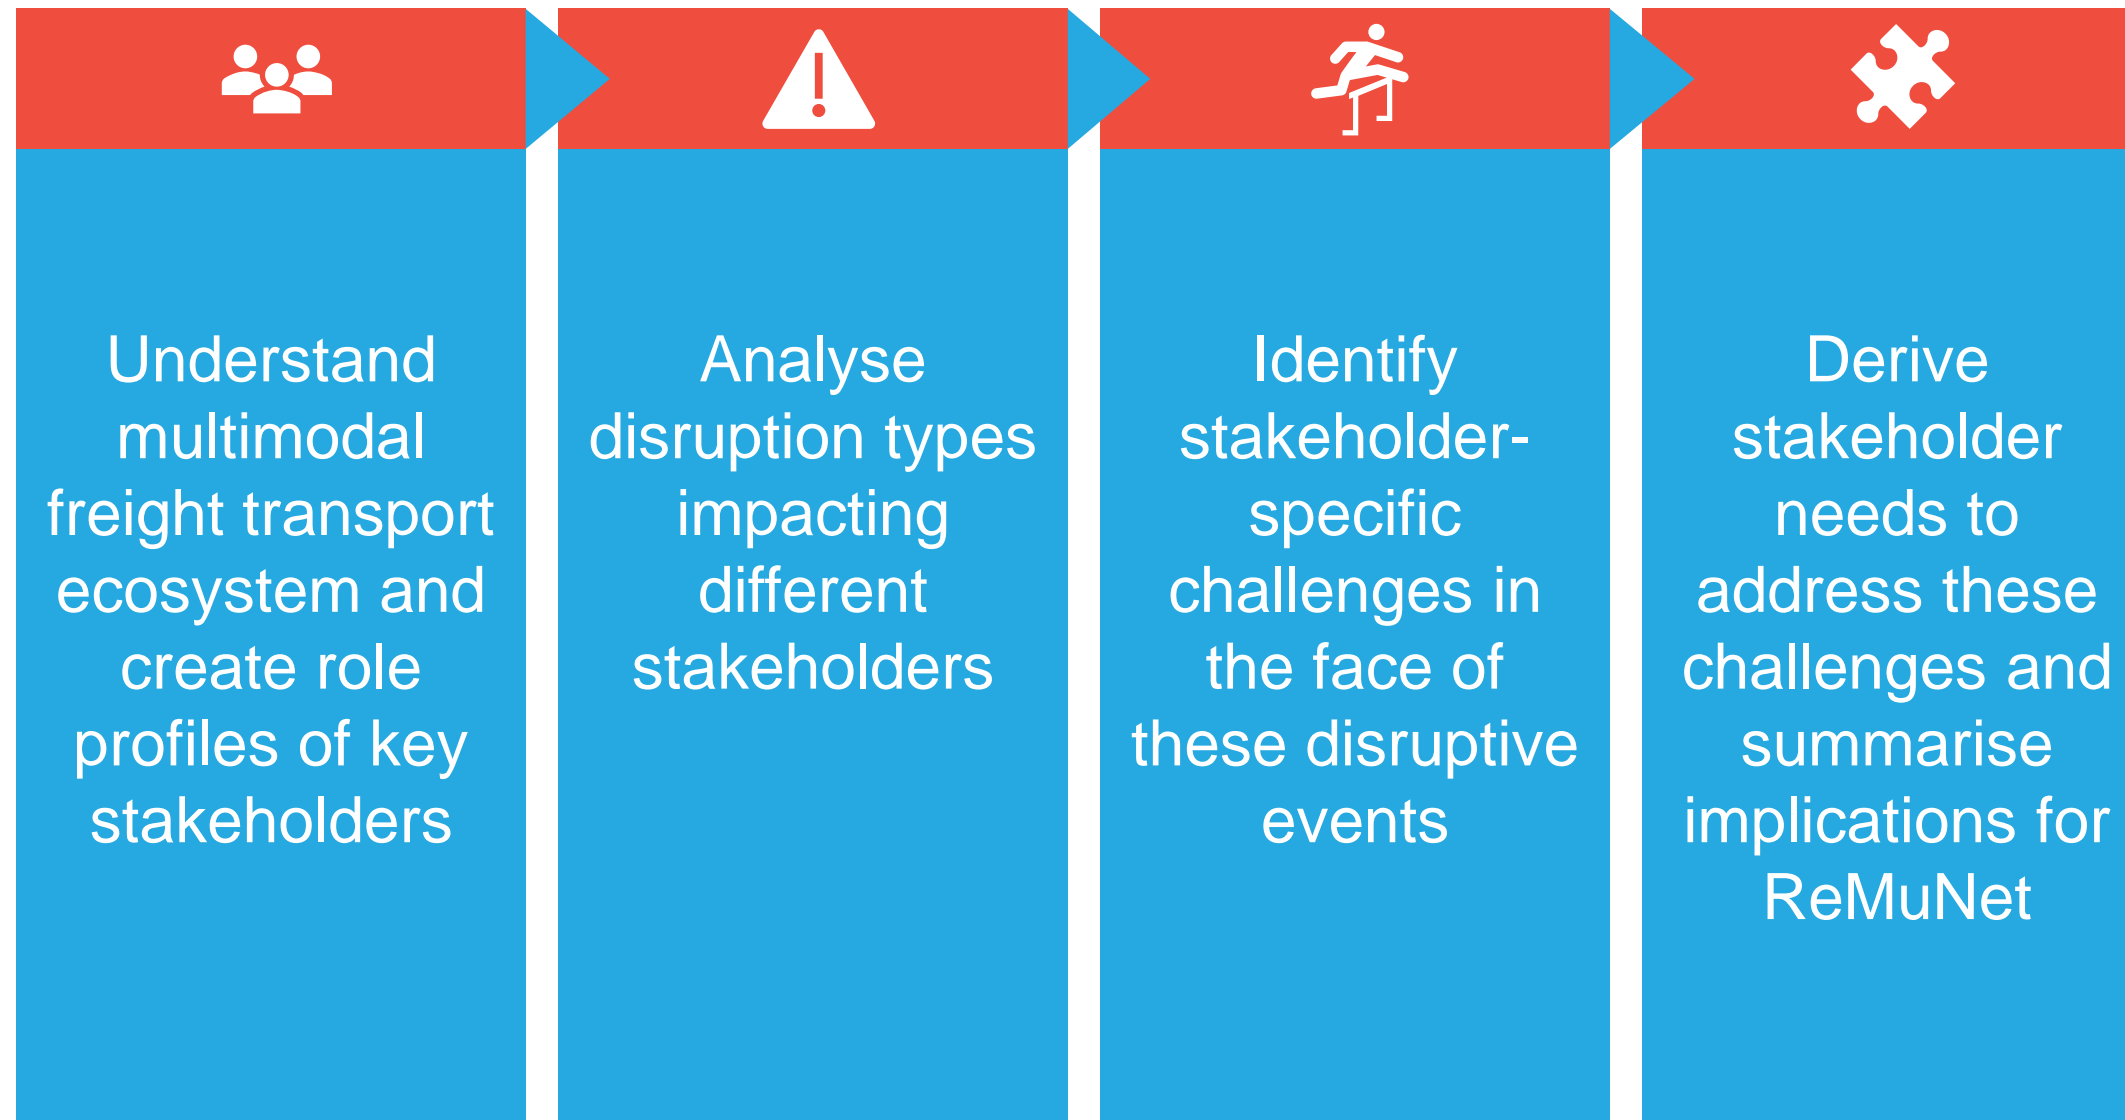 Understand
multimodal
freight transport
ecosystem and
create role
profiles of key
stakeholders
Analyse
disruption types
impacting
different
stakeholders
Identify
stakeholder-
specific
challenges in
the face of
these disruptive
events
Derive
stakeholder
needs to
address these
challenges and
summarise
implications for
ReMuNet